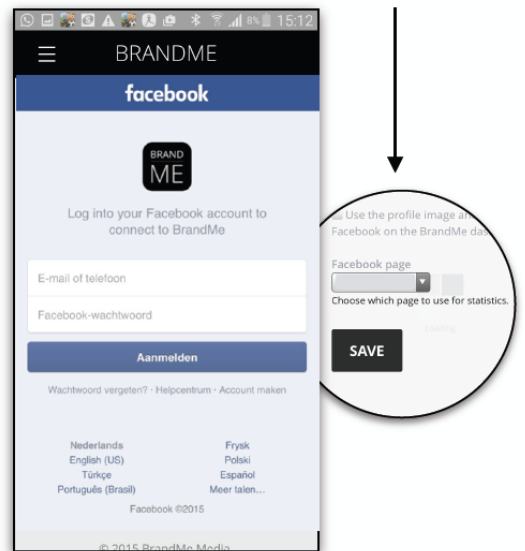 8% 15:12
BRANDME
facebook
BRAND
ME
Log into your Facebook account to
connect to BrandMe
E-mail of telefoon
Facebook-wachtwoord
Aanmelden
Wachtwoord vergeten? · Helpcentrum · Account maken
Nederlands
Frysk
English (US)
Polski
Türkçe
Español
Português (Brasil)
Meer talen...
Facebook ©2015
© 2015 BrandMe Media
Use the profile image
Facebook on the BrandMe
Facebook page
Choose which page to use for statistics.
SAVE